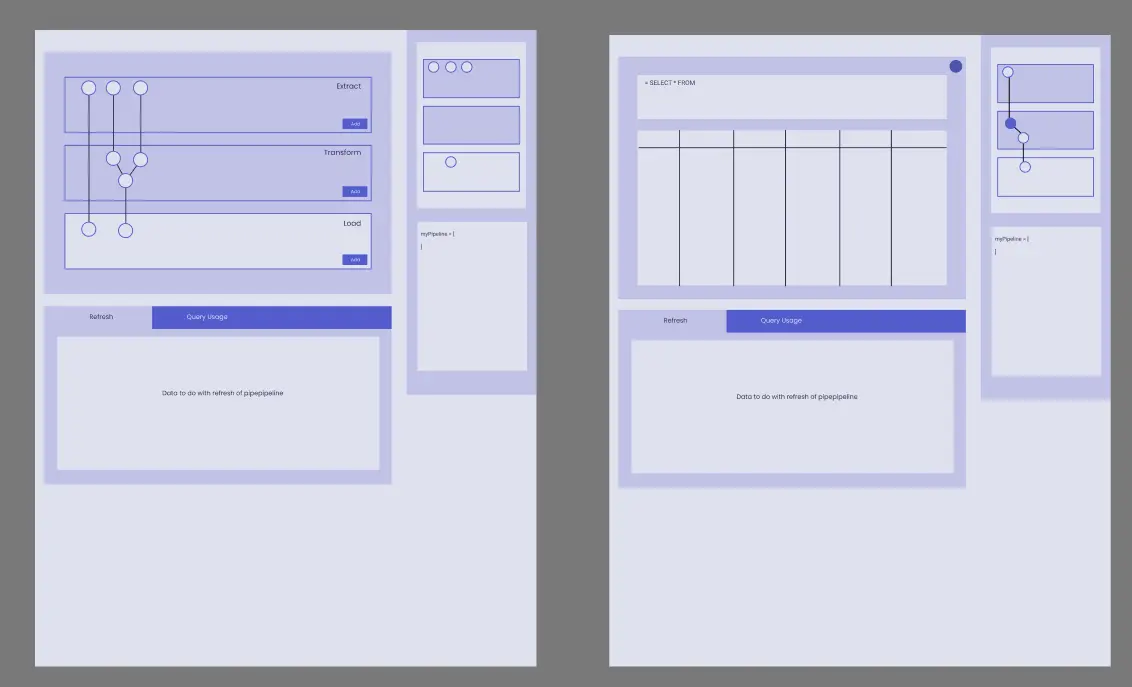 Extract
Add
Transform
Add
Load
Add
myPipeline = [
]
Refresh
Query Usage
Data to do with refresh of pipepipeline
= SELECT * FROM
myPipeline = [
]
Refresh
Query Usage
Data to do with refresh of pipepipeline